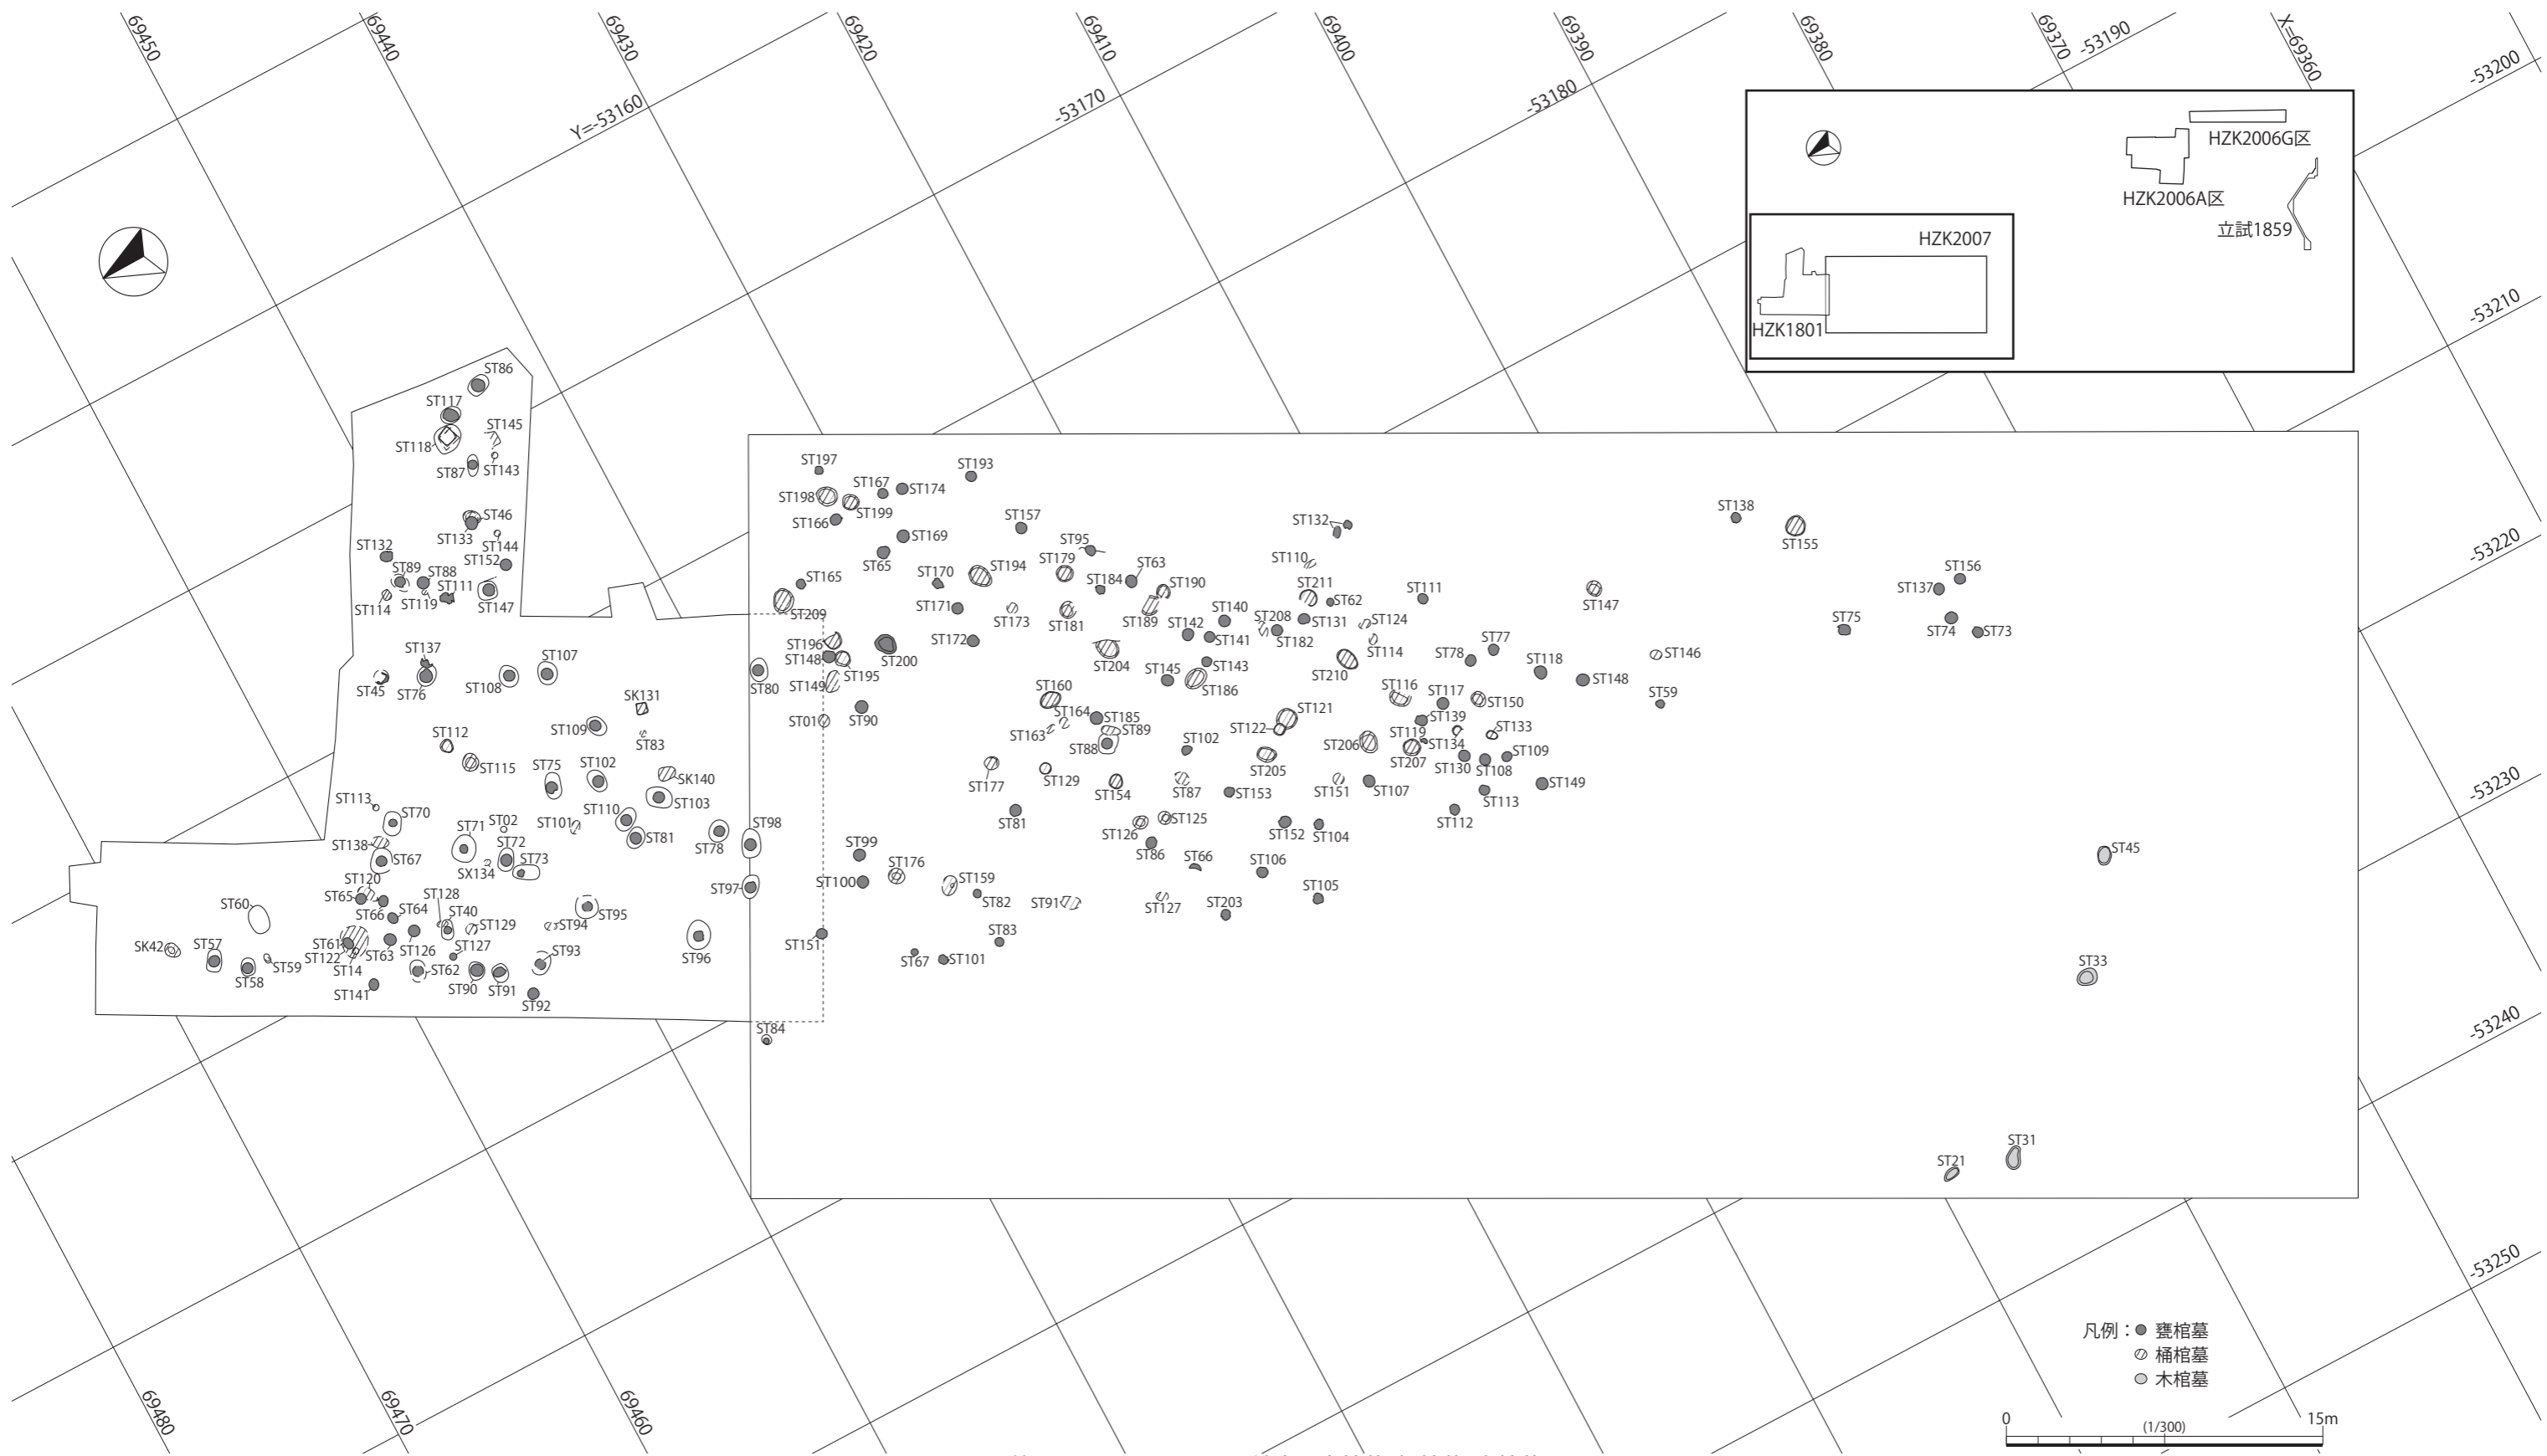 69450
69440
69430
69420
69410
69400
69390
69380
69370
X=69360
Y=-53160
-53170
-53180
-53190
-53200
-53210
-53220
-53230
-53240
-53250
69480
69470
69460
HZK2006G区
HZK2006A区
立試1859
HZK2007
HZK1801
ST86
ST117
ST145
ST118
ST87 ST143
ST46
ST133
ST144
ST132
ST152
ST89 ST88
ST111
ST114 ST119
ST147
ST137
ST107
ST45 ST76
ST108
SK131
ST109
ST83
ST112
ST115
ST75 ST102
SK140
ST103
ST113
ST70
ST71
ST02
ST101
ST110
ST81
ST78
ST98
ST138
ST67
ST72
ST73
SX134
ST120
ST65
ST66
ST64
ST128
ST40
ST129
ST94
ST95
ST97
ST60
SK42
ST57
ST58
ST59
ST61
ST122
ST14
ST63
ST126
ST127
ST62
ST93
ST96
ST141
ST90 ST91
ST92
ST84
ST80
ST197
ST193
ST167
ST174
ST198
ST199
ST166
ST169
ST157
ST65
ST95
ST132
ST165
ST170
ST194
ST179
ST63
ST184
ST190
ST110
ST211
ST62
ST111
ST147
ST138
ST155
ST156
ST137
ST75
ST74
ST73
ST209
ST171
ST173
ST181
ST189
ST140
ST208
ST131
ST124
ST196
ST172
ST142
ST141
ST182
ST114
ST77
ST148
ST200
ST204
ST143
ST78
ST118
ST146
ST195
ST145
ST210
ST148
ST149
ST186
ST59
ST160
ST116
ST117
ST150
ST01
ST90
ST164
ST185
ST121
ST139
ST163
ST89
ST122
ST119
ST133
ST88
ST102
ST206
ST134
ST177
ST129
ST205
ST207
ST130
ST108
ST109
ST154
ST87
ST153
ST151
ST107
ST149
ST113
ST81
ST126
ST125
ST112
ST152
ST104
ST99
ST86
ST176
ST66
ST106
ST100
ST159
ST82
ST91
ST127
ST203
ST105
ST151
ST83
ST67
ST101
ST45
ST33
ST31
ST21
凡例：甕棺墓
桶棺墓
木棺墓
0 (1/300) 15m